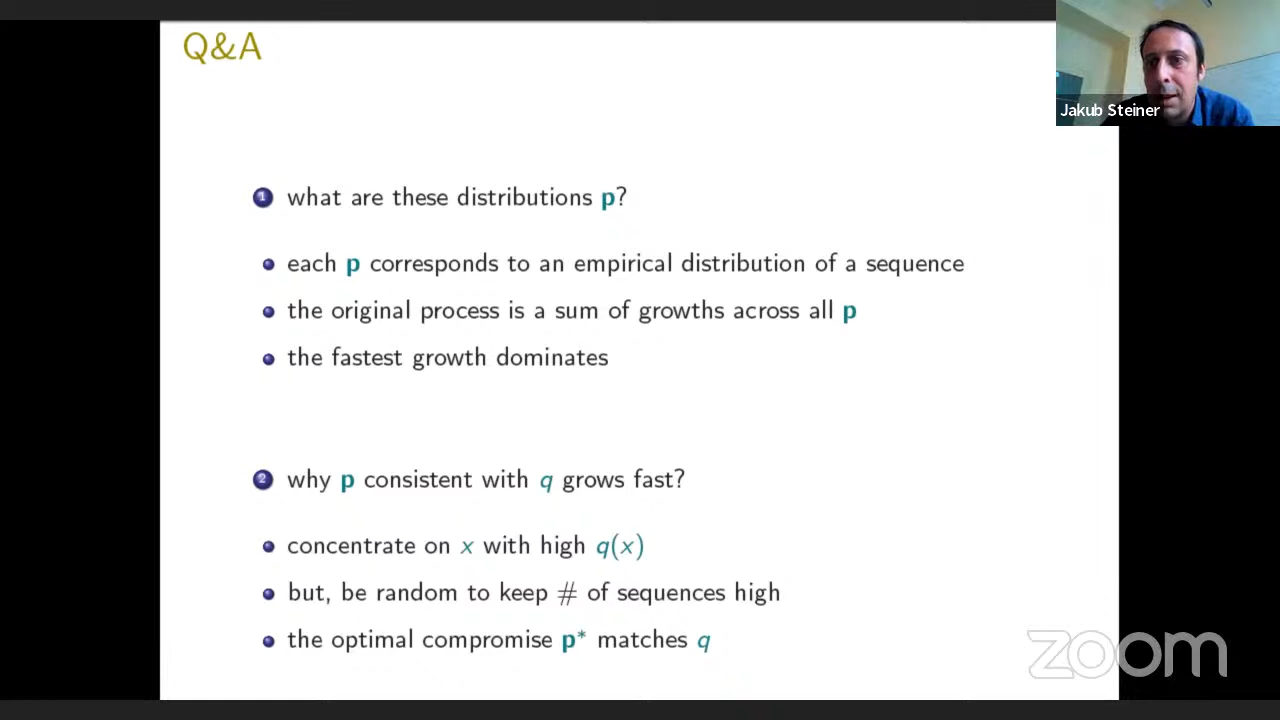 Q&A
Jakub Steiner
1 what are these distributions p?
each p corresponds to an empirical distribution of a sequence
the original process is a sum of growths across all p
the fastest growth dominates
2 why p consistent with q grows fast?
concentrate on x with high q(x)
but, be random to keep # of sequences high
the optimal compromise p* matches q
zoom